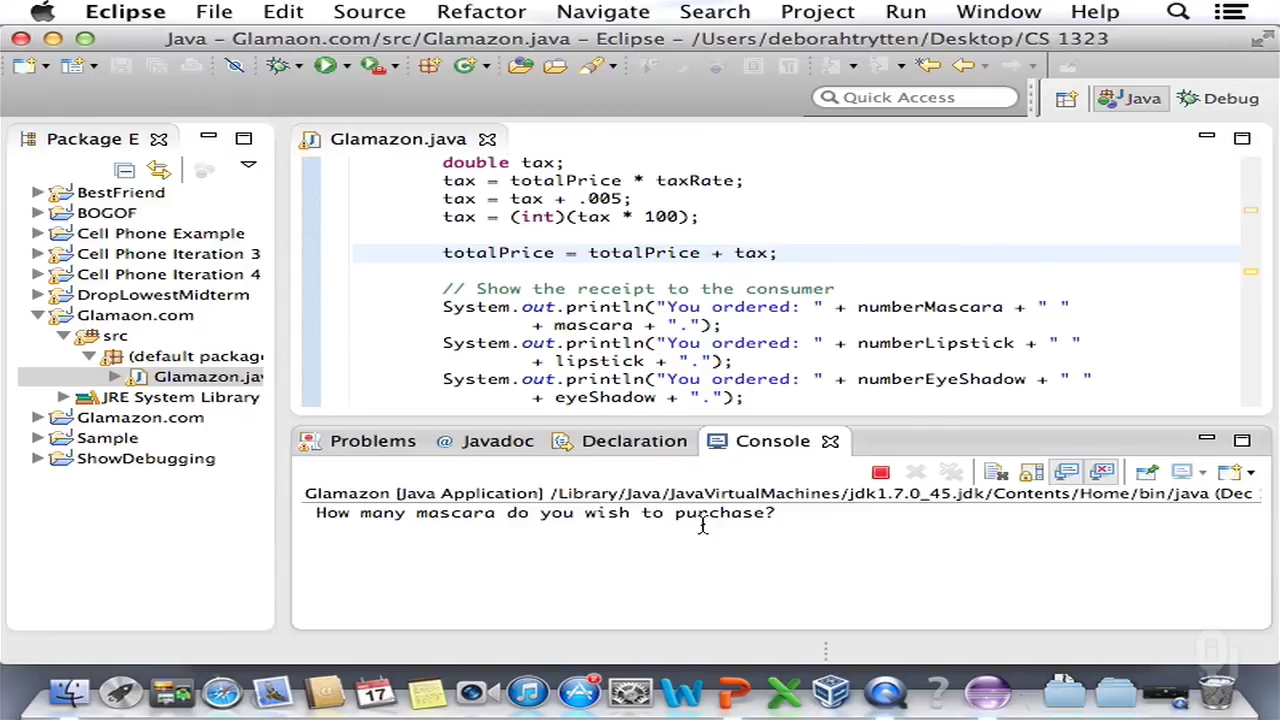 Eclipse File Edit Source Refactor Navigate Search Project Run Window Help
Java – Glamaon.com/src/Glamazon.java – Eclipse – /Users/deborahtrytten/Desktop/CS 1323
Quick Access
Java
Debug
Package E
BestFriend
BOGOF
Cell Phone Example
Cell Phone Iteration 3
Cell Phone Iteration 4
DropLowestMidterm
Glamaon.com
src
(default package
Glamazon.jav
JRE System Library
Glamazon.com
Sample
ShowDebugging
Glamazon.java
double tax;
tax = totalPrice * taxRate;
tax = tax + .005;
tax = (int)(tax * 100);
totalPrice = totalPrice + tax;
// Show the receipt to the consumer
System.out.println("You ordered: " + numberMascara + " "
+ mascara + ".");
System.out.println("You ordered: " + numberLipstick + " "
+ lipstick + ".");
System.out.println("You ordered: " + numberEyeShadow + " "
+ eyeShadow + ".");
Problems @ Javadoc Declaration Console
Glamazon [Java Application] /Library/Java/JavaVirtualMachines/jdk1.7.0_45.jdk/Contents/Home/bin/java (Dec
How many mascara do you wish to purchase?
17